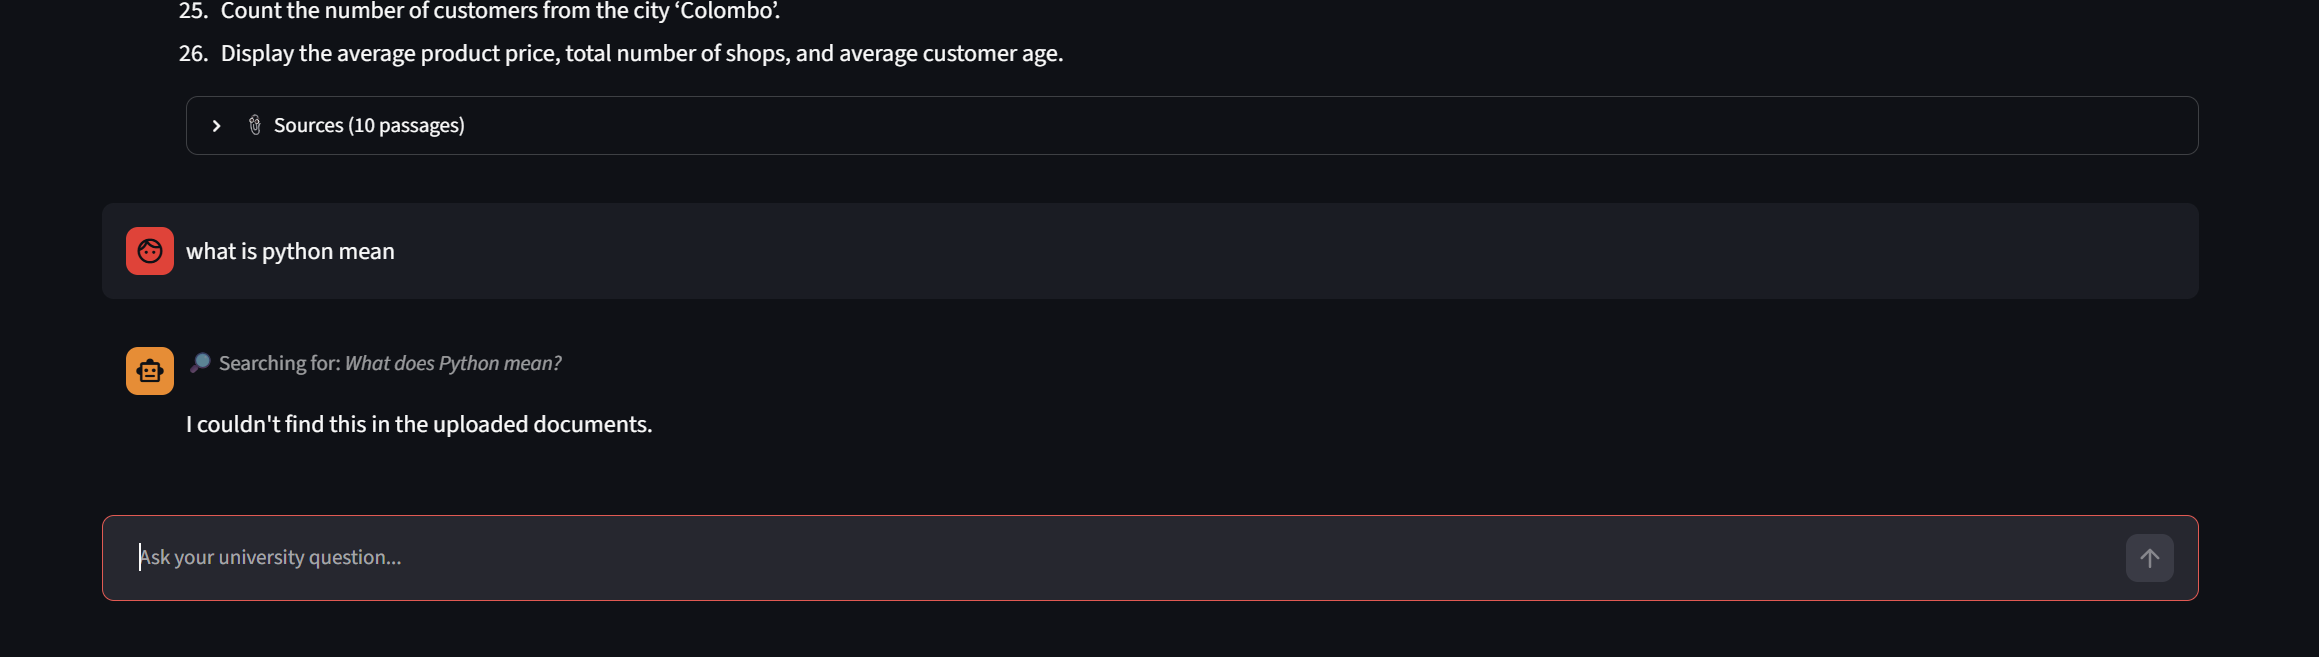 25. Count the number of customers from the city ‘Colombo’.
26. Display the average product price, total number of shops, and average customer age.
Sources (10 passages)
what is python mean
Searching for: What does Python mean?
I couldn't find this in the uploaded documents.
Ask your university question...